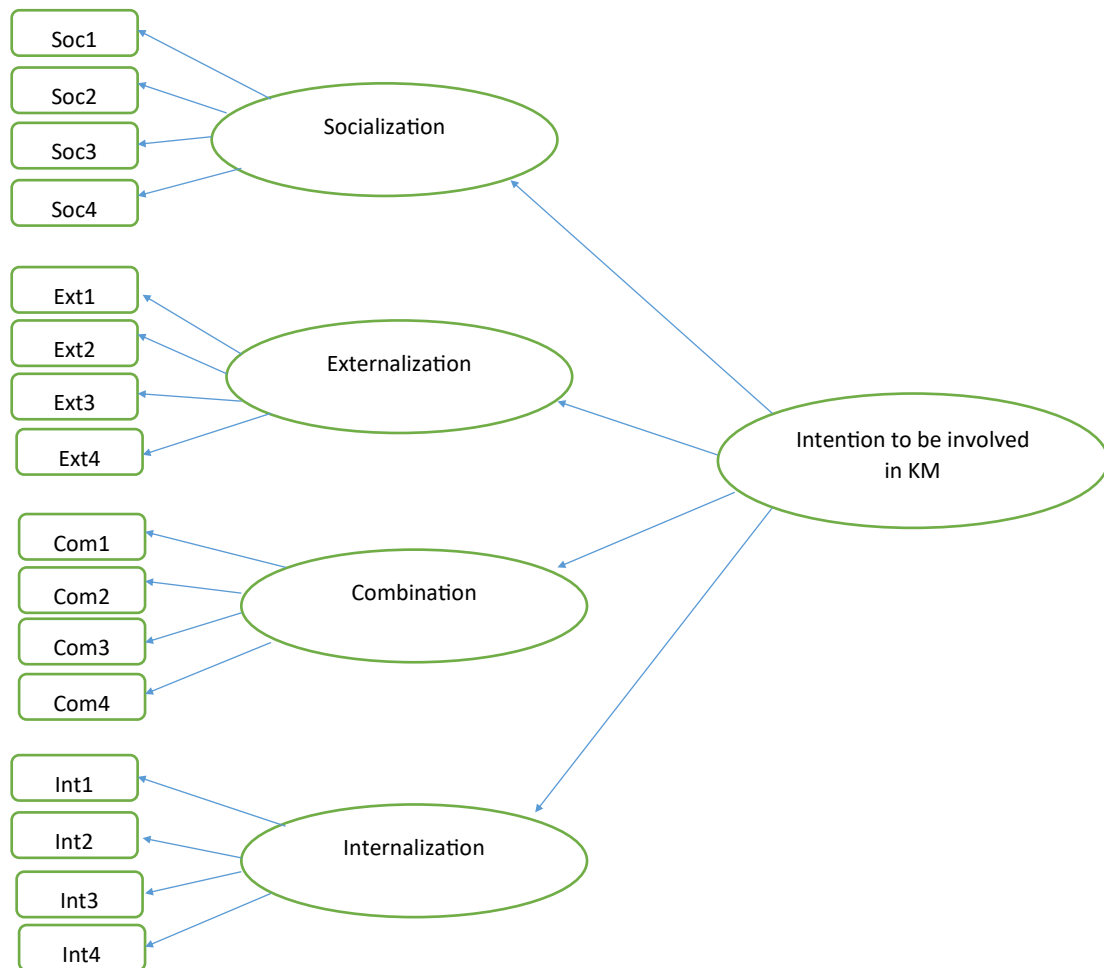 Soc1
Soc2
Soc3
Soc4
Socialization
Ext1
Ext2
Ext3
Ext4
Externalization
Intention to be involved
in KM
Com1
Com2
Com3
Com4
Combination
Int1
Int2
Int3
Int4
Internalization